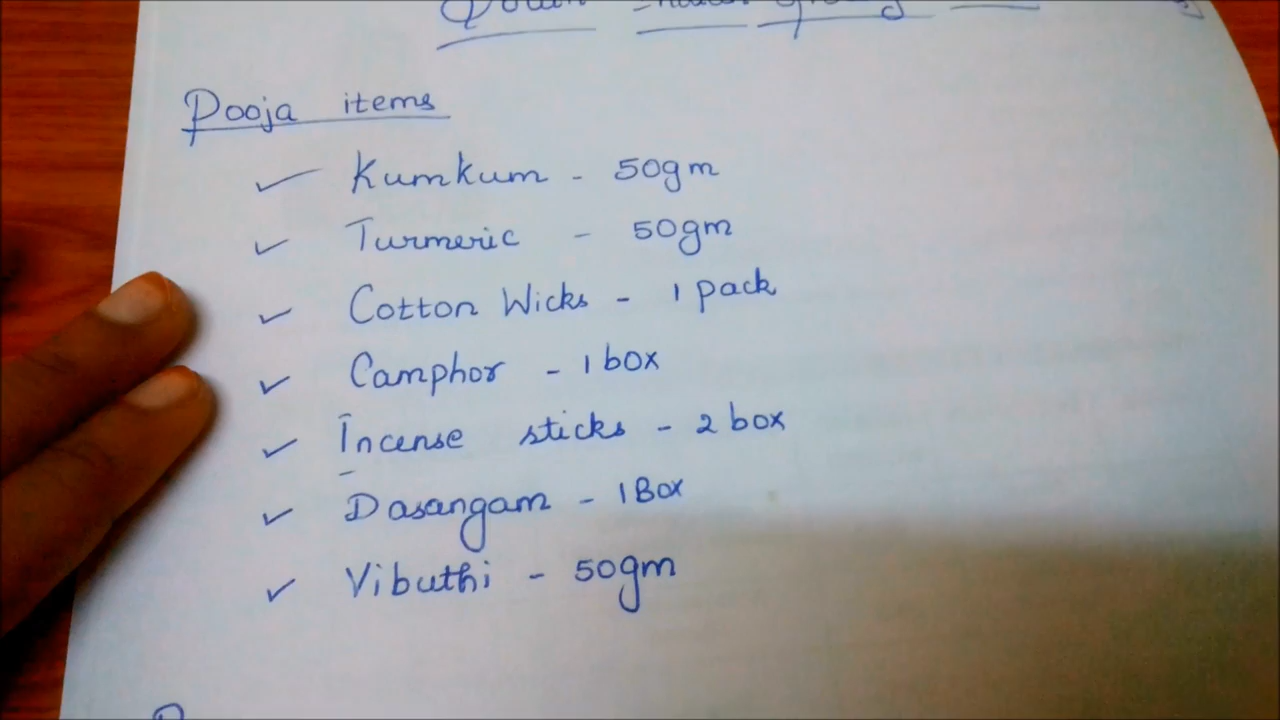 Pooja items
✓ Kumkum - 50gm
✓ Turmeric - 50gm
✓ Cotton Wicks - 1 pack
✓ Camphor - 1 box
✓ Incense sticks - 2 box
✓ Dasangam - 1 Box
✓ Vibuthi - 50gm